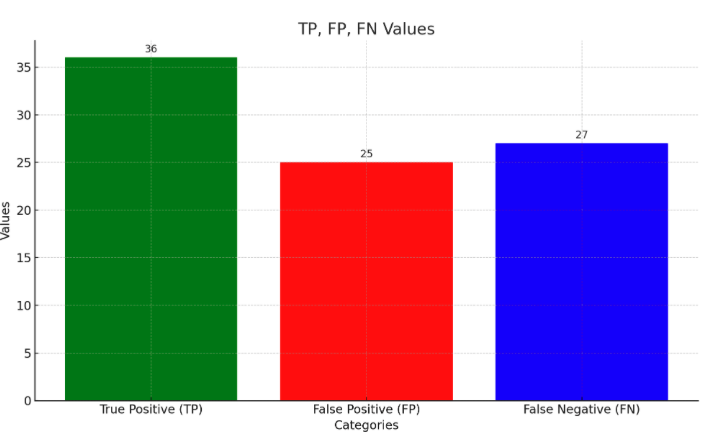 TP, FP, FN Values
36
25
27
35
30
25
20
15
10
5
0
Values
True Positive (TP) False Positive (FP) False Negative (FN)
Categories